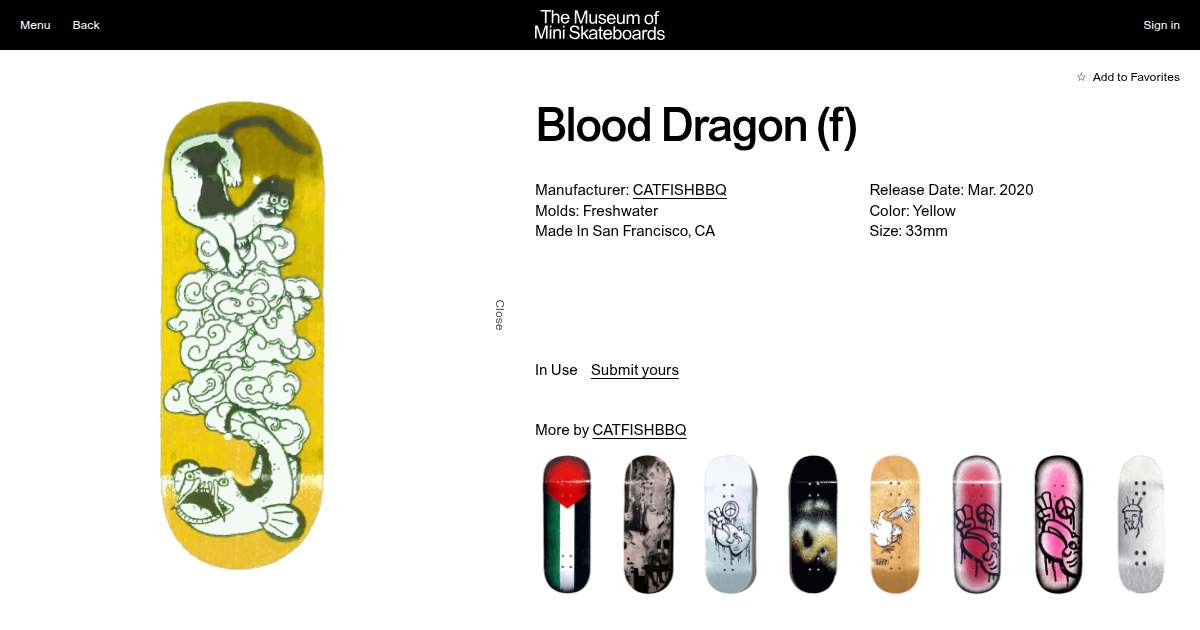 Menu
Back
The Museum of
Mini Skateboards
Sign in
☆ Add to Favorites
Blood Dragon (f)
Manufacturer: CATFISHBBQ
Molds: Freshwater
Made In San Francisco, CA
Release Date: Mar. 2020
Color: Yellow
Size: 33mm
Close
In Use Submit yours
More by CATFISHBBQ